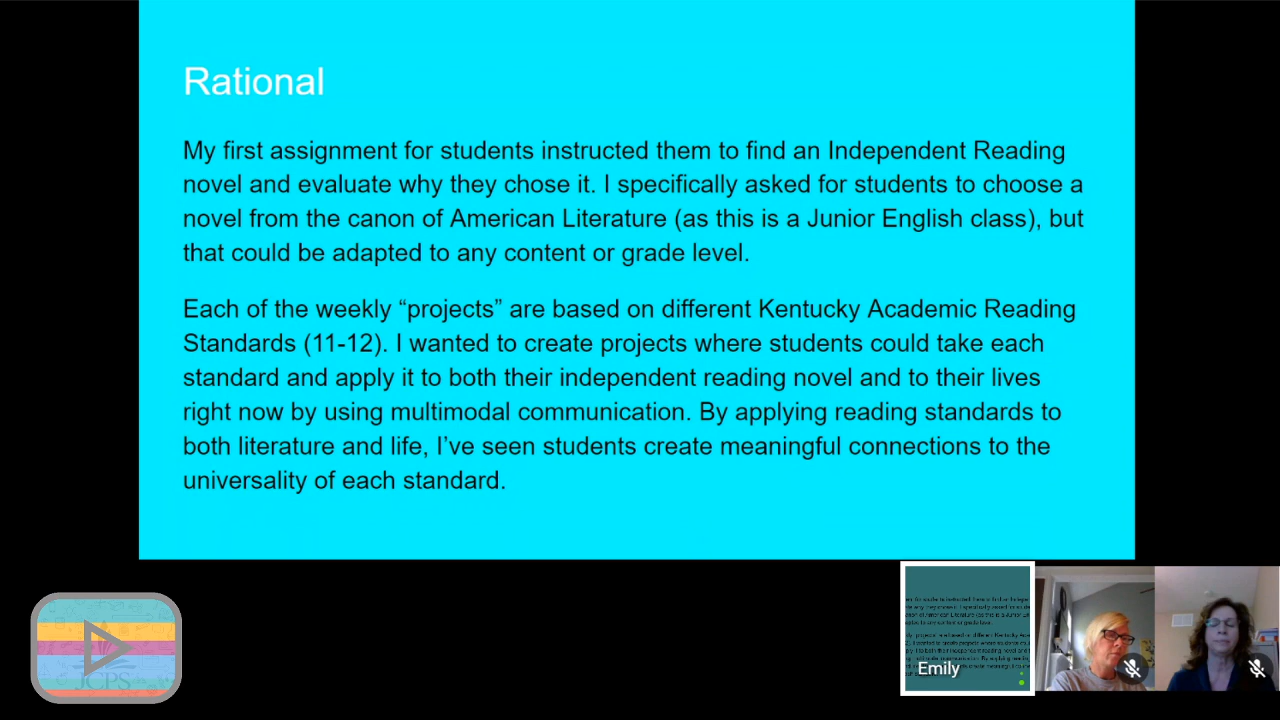 Rational
My first assignment for students instructed them to find an Independent Reading
novel and evaluate why they chose it. I specifically asked for students to choose a
novel from the canon of American Literature (as this is a Junior English class), but
that could be adapted to any content or grade level.
Each of the weekly “projects” are based on different Kentucky Academic Reading
Standards (11-12). I wanted to create projects where students could take each
standard and apply it to both their independent reading novel and to their lives
right now by using multimodal communication. By applying reading standards to
both literature and life, I’ve seen students create meaningful connections to the
universality of each standard.
Emily
JCPS